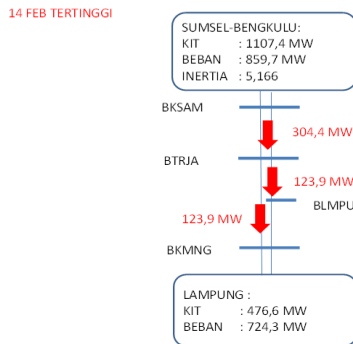 14 FEB TERTINGGI
SUMSEL-BENGKULU:
KIT : 1107,4 MW
BEBAN : 859,7 MW
INERTIA : 5,166
BKSAM
304,4 MW
BTRJA
123,9 MW
BLMPU
123,9 MW
BKMNG
LAMPUNG :
KIT : 476,6 MW
BEBAN : 724,3 MW